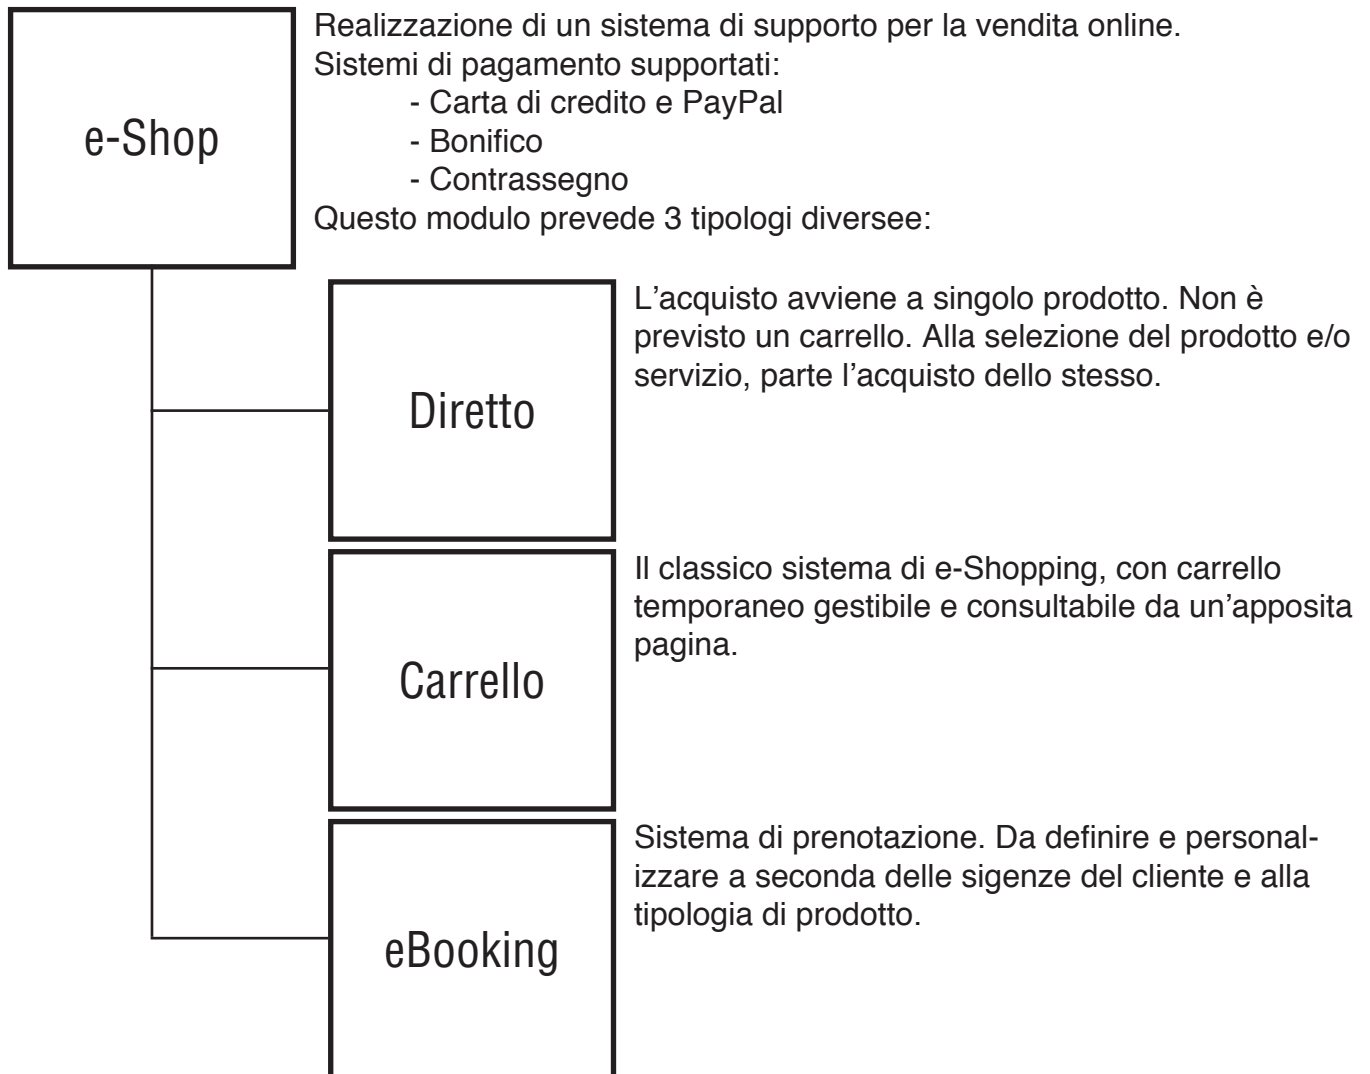 e-Shop
Realizzazione di un sistema di supporto per la vendita online.
Sistemi di pagamento supportati:
- Carta di credito e PayPal
- Bonifico
- Contrassegno
Questo modulo prevede 3 tipologi diversee:
Diretto
L’acquisto avviene a singolo prodotto. Non è
previsto un carrello. Alla selezione del prodotto e/o
servizio, parte l’acquisto dello stesso.
Carrello
Il classico sistema di e-Shopping, con carrello
temporaneo gestibile e consultabile da un’apposita
pagina.
eBooking
Sistema di prenotazione. Da definire e personal-
izzare a seconda delle sigenze del cliente e alla
tipologia di prodotto.